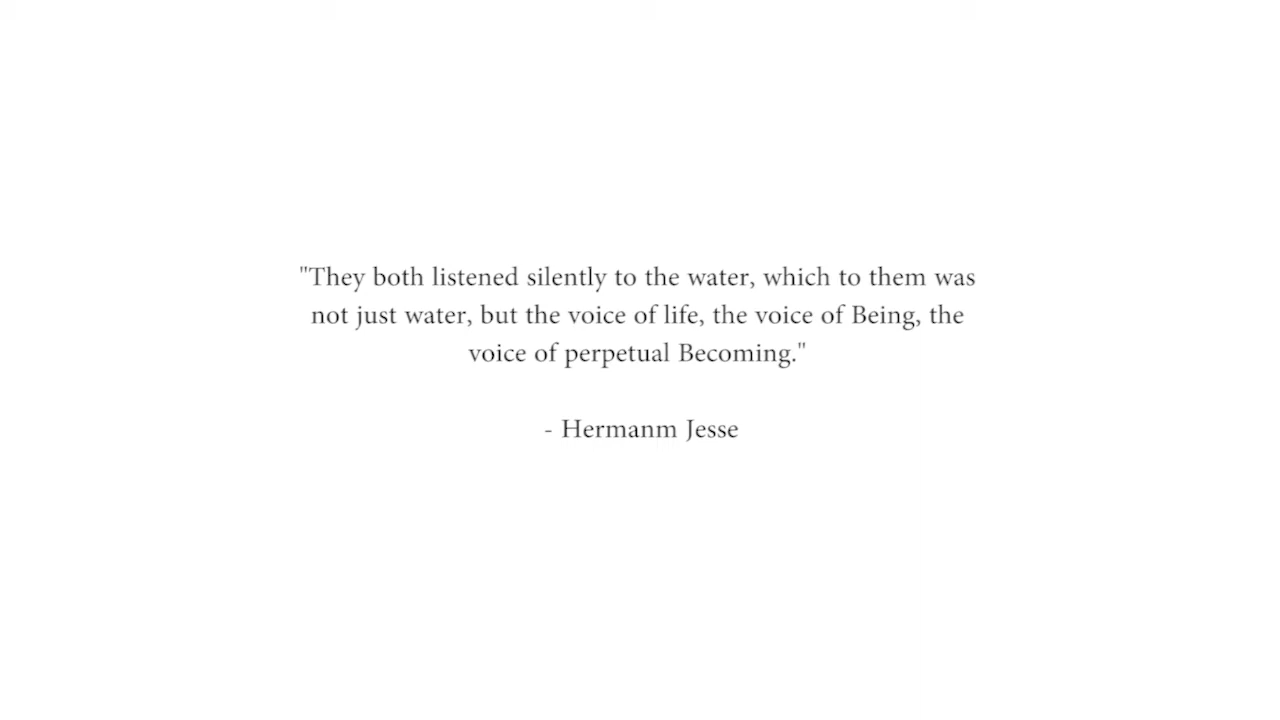 "They both listened silently to the water, which to them was
not just water, but the voice of life, the voice of Being, the
voice of perpetual Becoming."
- Hermanm Jesse